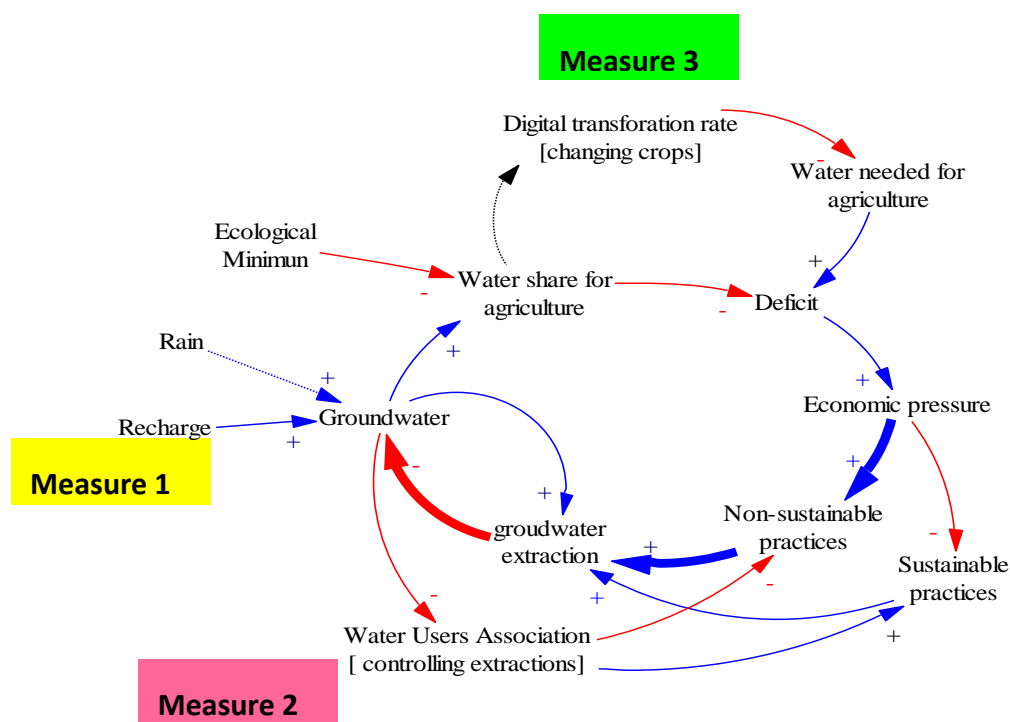 Measure 3
Digital transforation rate
[changing crops]
-
Water needed for
agriculture
Ecological
Minimun
+
Water share for
agriculture
-
-
Deficit
Rain
+
+
+
Economic pressure
Recharge
+
Groundwater
Measure 1
-
+
+
Non-sustainable
practices
groudwater
extraction
+
-
Sustainable
practices
-
+
-
Water Users Association
[ controlling extractions]
+
Measure 2